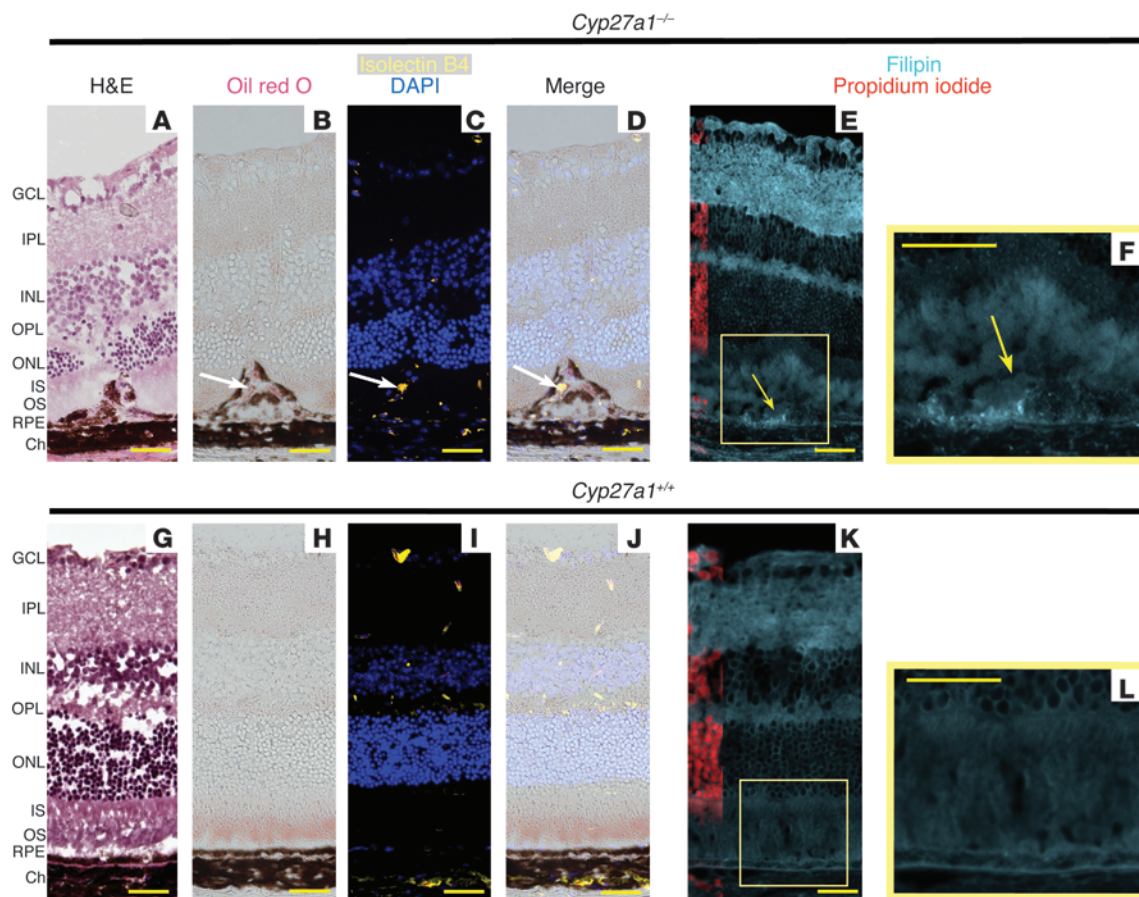 Cyp27a1−/−
H&E
Oil red O
Isolectin B4
DAPI
Merge
Filipin
Propidium iodide
A
B
C
D
E
F
GCL
IPL
INL
OPL
ONL
IS
OS
RPE
Ch
Cyp27a1+/+
G
H
I
J
K
L
GCL
IPL
INL
OPL
ONL
IS
OS
RPE
Ch